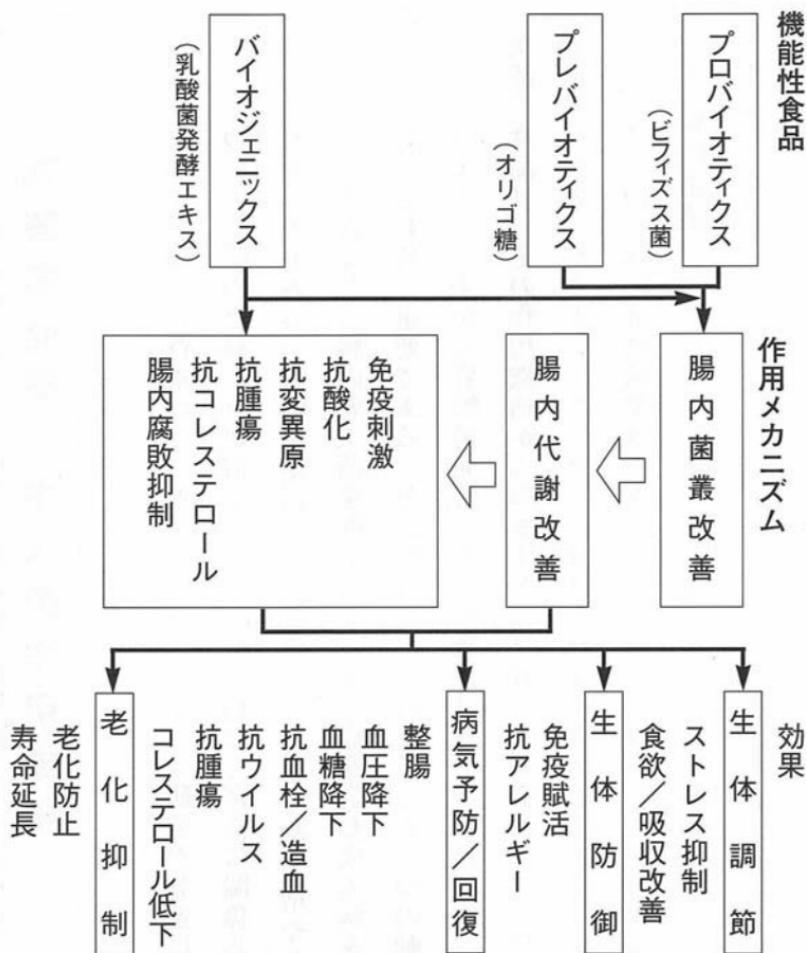 機能性食品
プロバイオティクス
（ビフィズス菌）
プレバイオティクス
（オリゴ糖）
バイオジェニックス
（乳酸菌発酵エキス）
作用メカニズム
腸内菌叢改善
腸内代謝改善
免疫刺激
抗酸化
抗変異原
抗腫瘍
抗コレステロール
腸内腐敗抑制
効果
生体調節
ストレス抑制
食欲／吸収改善
生体防御
免疫賦活
抗アレルギー
病気予防／回復
整腸
血圧降下
血糖降下
抗血栓／造血
抗ウイルス
抗腫瘍
コレステロール低下
老化抑制
老化防止
寿命延長